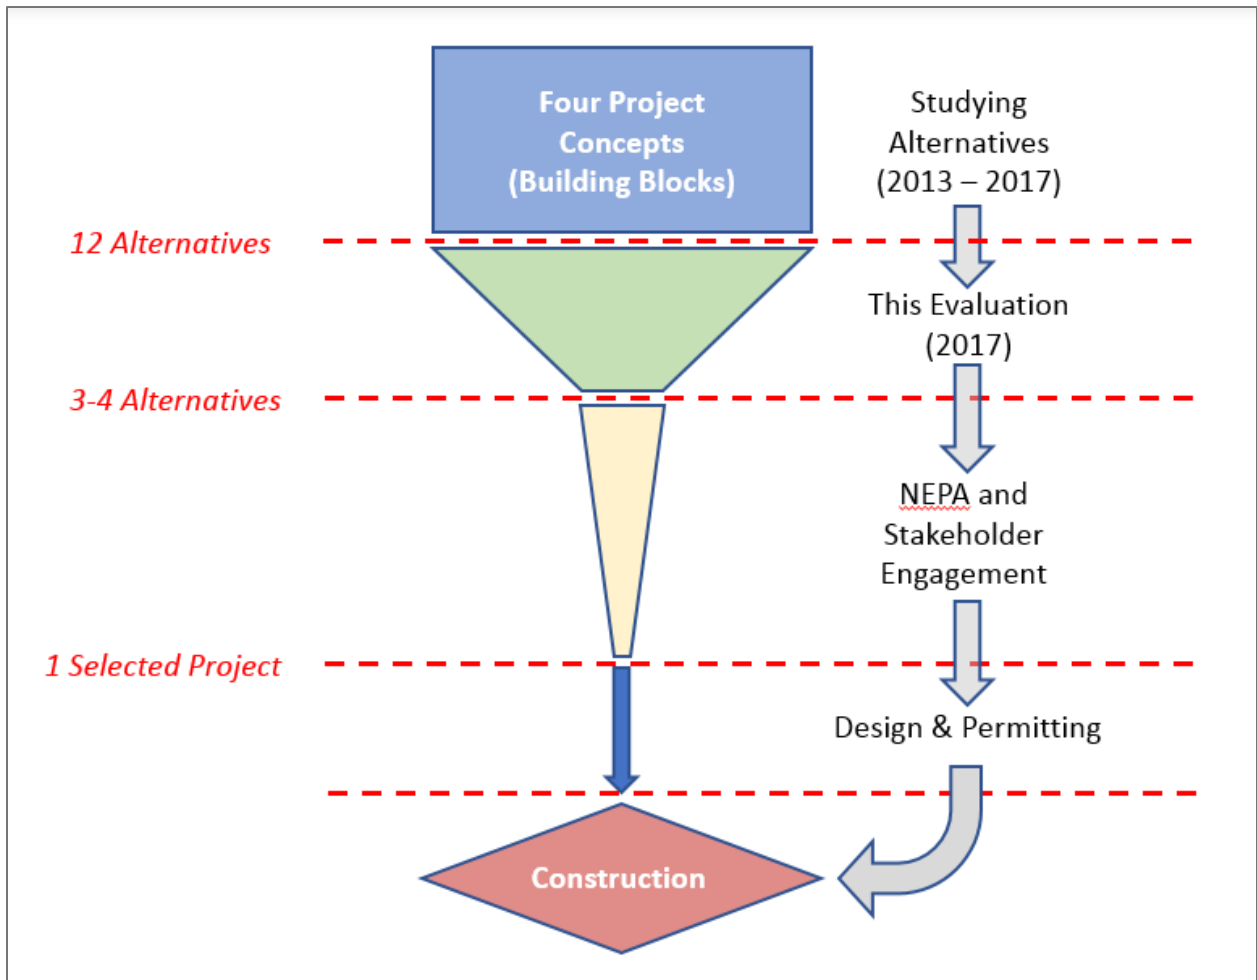 Four Project
Concepts
(Building Blocks)
Studying
Alternatives
(2013 – 2017)
12 Alternatives
This Evaluation
(2017)
3-4 Alternatives
NEPA and
Stakeholder
Engagement
1 Selected Project
Design & Permitting
Construction